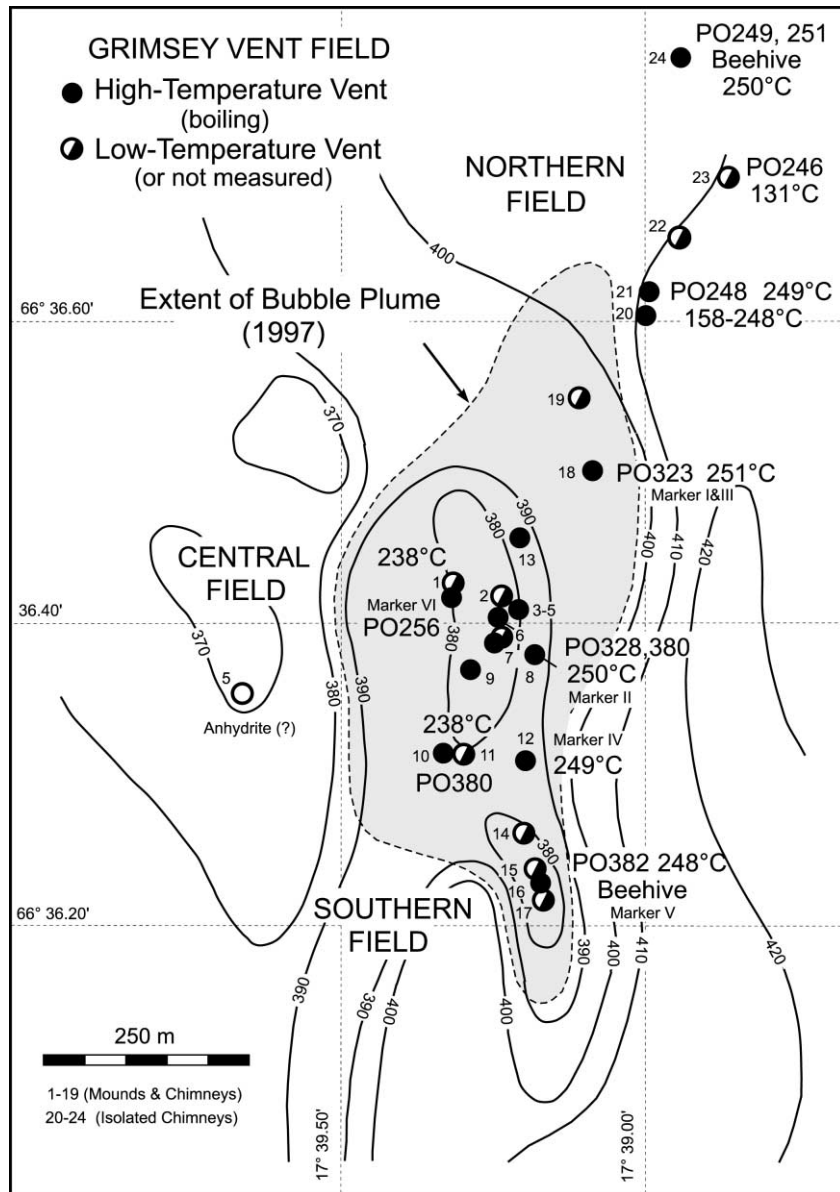 GRIMSEY VENT FIELD
High-Temperature Vent
(boiling)
Low-Temperature Vent
(or not measured)
24
PO249, 251
Beehive
250°C
NORTHERN
FIELD
23
PO246
131°C
22
400
21
PO248 249°C
20
158-248°C
66° 36.60'
Extent of Bubble Plume
(1997)
19
370
18
PO323 251°C
Marker I&III
390
380
400
410
420
13
CENTRAL
FIELD
238°C
1
2
3-5
36.40'
Marker VI
PO256
6
380
7
370
9
8
PO328,380
250°C
Marker II
5
Anhydrite (?)
380
390
238°C
10
11
PO380
12
Marker IV
249°C
14
380
15
16
17
PO382 248°C
Beehive
Marker V
66° 36.20'
SOUTHERN
FIELD
390
400
410
420
390
390
400
400
250 m
1-19 (Mounds & Chimneys)
20-24 (Isolated Chimneys)
17° 39.50'
17° 39.00'